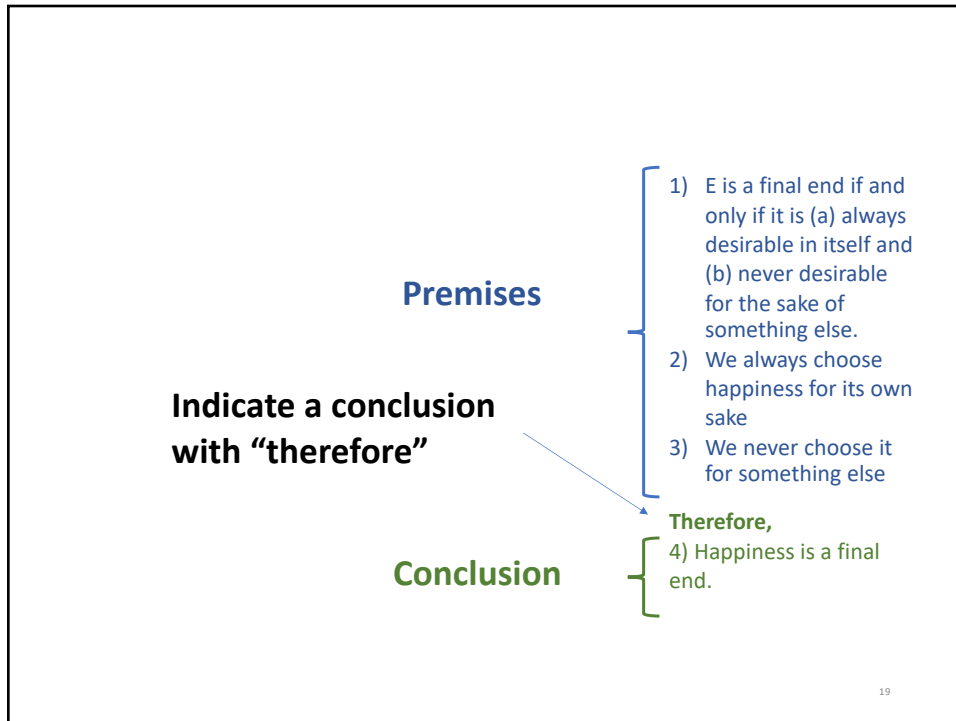 Premises
1) E is a final end if and
only if it is (a) always
desirable in itself and
(b) never desirable
for the sake of
something else.
2) We always choose
happiness for its own
sake
3) We never choose it
for something else
Indicate a conclusion
with “therefore”
Therefore,
Conclusion
4) Happiness is a final
end.
19